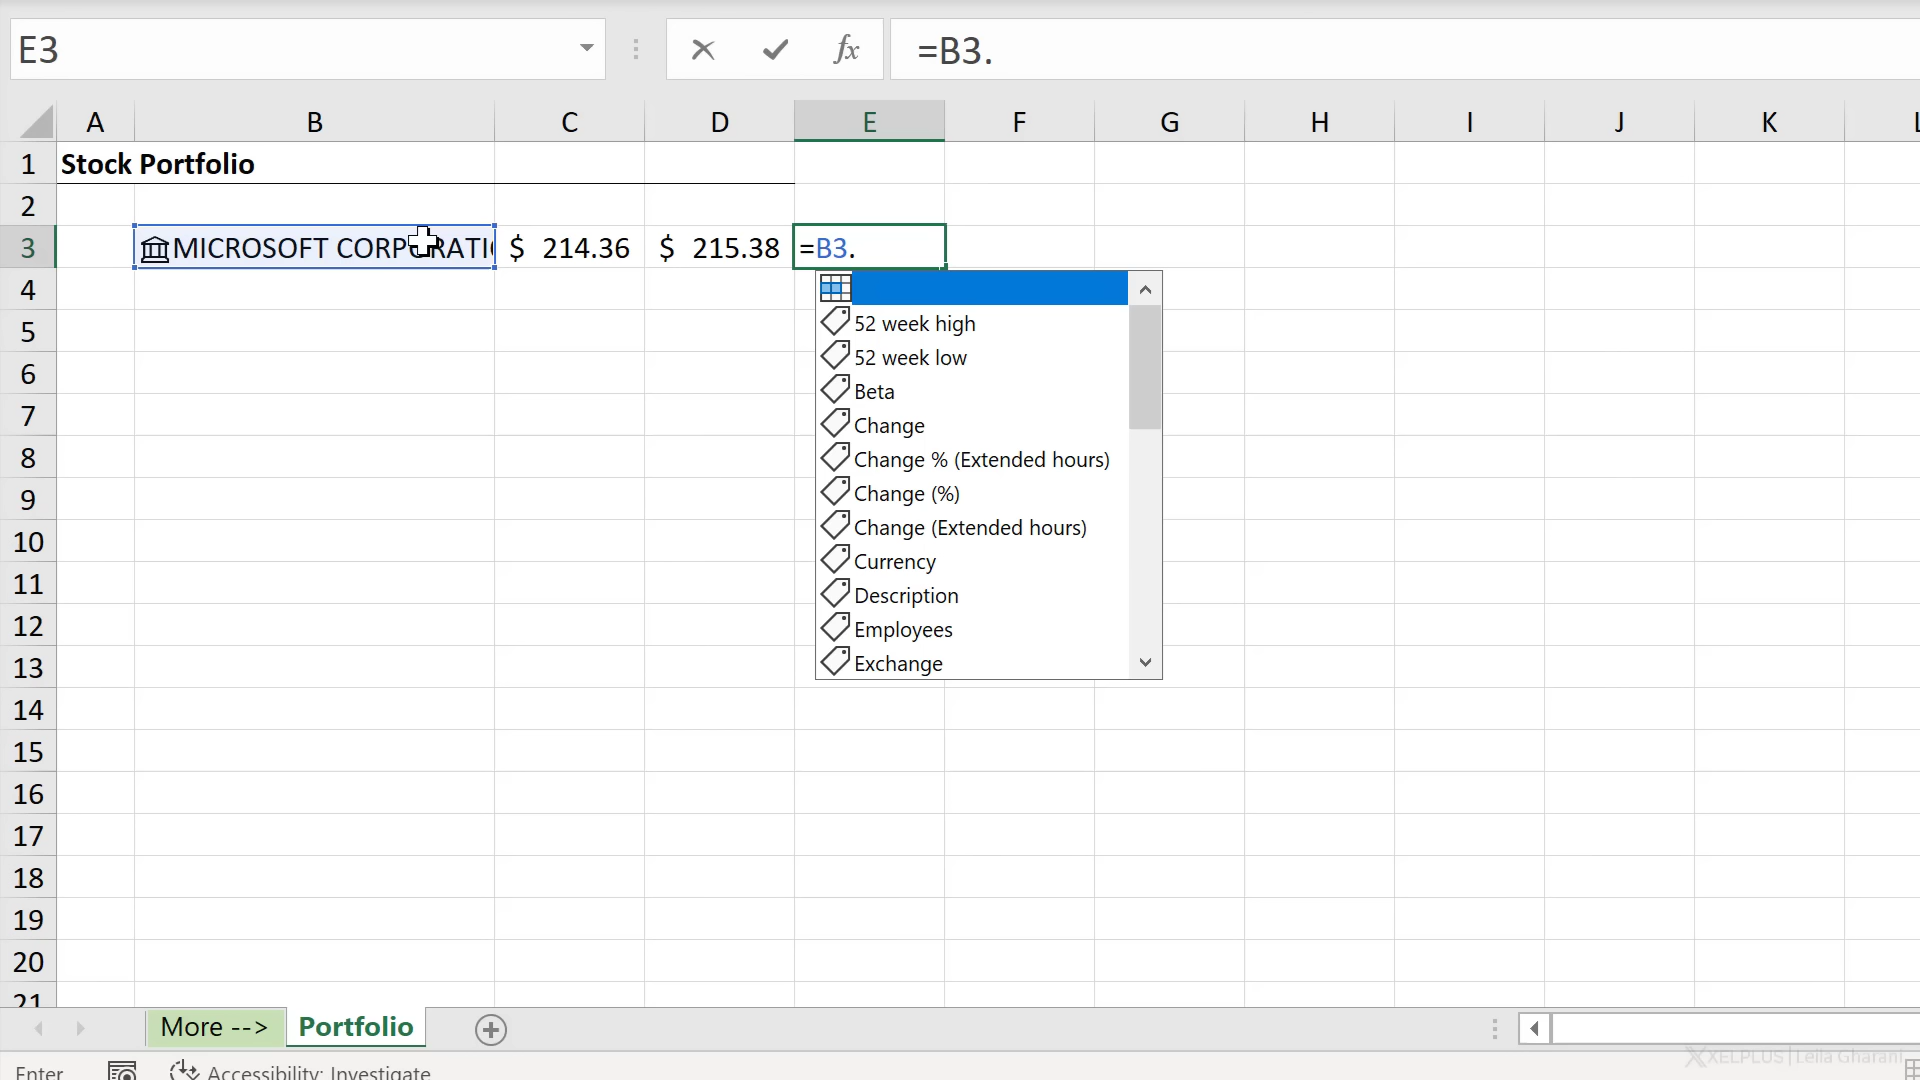 E3 fx =B3.
A B C D E F G H I J K L
1 Stock Portfolio
2
3 MICROSOFT CORPORATIO $ 214.36 $ 215.38 =B3.
4
52 week high
5
52 week low
6
Beta
7
Change
8
Change % (Extended hours)
9
Change (%)
Change (Extended hours)
10
Currency
11
Description
12
Employees
13
Exchange
14
15
16
17
18
19
20
21
More --> Portfolio
Enter Accessibility: Investigate
XELPLUS | Leila Gharani